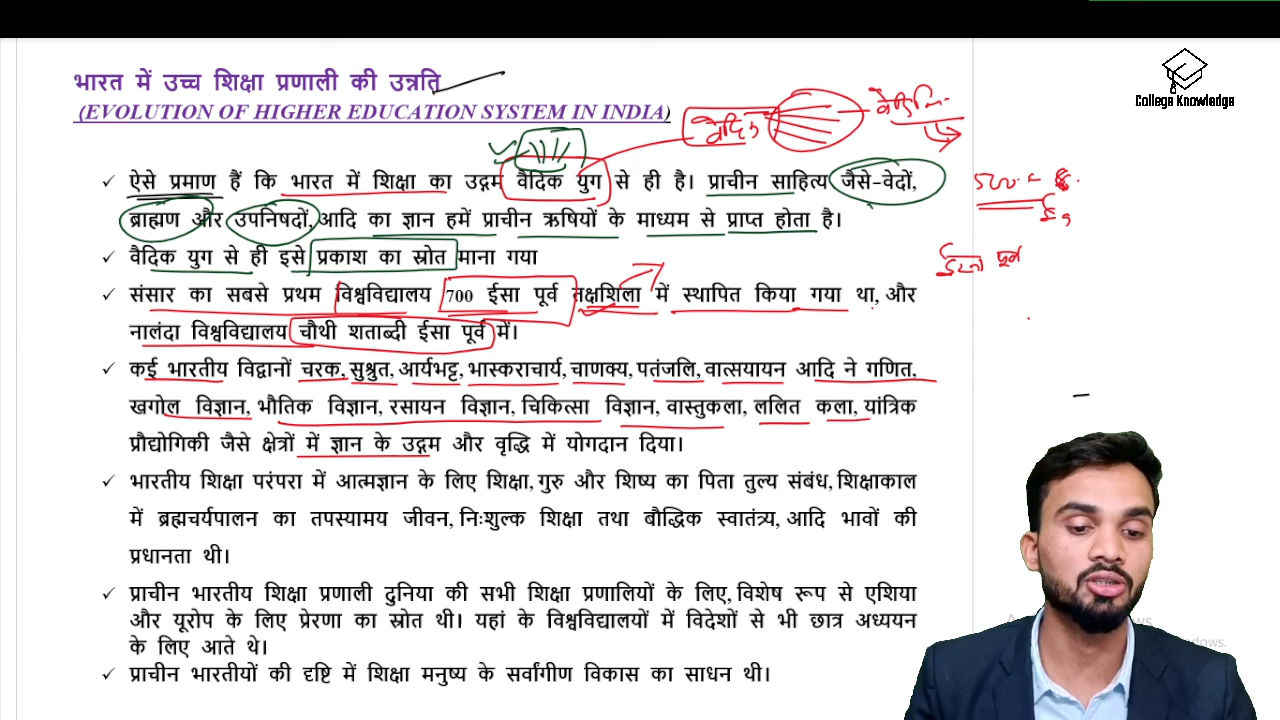 College Knowledge
भारत में उच्च शिक्षा प्रणाली की उन्नति
(EVOLUTION OF HIGHER EDUCATION SYSTEM IN INDIA)
वैदिक
✓ ऐसे प्रमाण हैं कि भारत में शिक्षा का उद्गम वैदिक युग से ही है। प्राचीन साहित्य जैसे-वेदों,
ब्राह्मण और उपनिषदों, आदि का ज्ञान हमें प्राचीन ऋषियों के माध्यम से प्राप्त होता है।
✓ वैदिक युग से ही इसे प्रकाश का स्रोत माना गया
ईसा पूर्व
✓ संसार का सबसे प्रथम विश्वविद्यालय 700 ईसा पूर्व तक्षशिला में स्थापित किया गया था, और
नालंदा विश्वविद्यालय चौथी शताब्दी ईसा पूर्व में।
✓ कई भारतीय विद्वानों चरक, सुश्रुत, आर्यभट्ट, भास्कराचार्य, चाणक्य, पतंजलि, वात्सयायन आदि ने गणित,
खगोल विज्ञान, भौतिक विज्ञान, रसायन विज्ञान, चिकित्सा विज्ञान, वास्तुकला, ललित कला, यांत्रिक
प्रौद्योगिकी जैसे क्षेत्रों में ज्ञान के उद्गम और वृद्धि में योगदान दिया।
✓ भारतीय शिक्षा परंपरा में आत्मज्ञान के लिए शिक्षा, गुरु और शिष्य का पिता तुल्य संबंध, शिक्षाकाल
में ब्रह्मचर्यपालन का तपस्यामय जीवन, निःशुल्क शिक्षा तथा बौद्धिक स्वातंत्र्य, आदि भावों की
प्रधानता थी।
✓ प्राचीन भारतीय शिक्षा प्रणाली दुनिया की सभी शिक्षा प्रणालियों के लिए, विशेष रूप से एशिया
और यूरोप के लिए प्रेरणा का स्रोत थी। यहां के विश्वविद्यालयों में विदेशों से भी छात्र अध्ययन
के लिए आते थे।
✓ प्राचीन भारतीयों की दृष्टि में शिक्षा मनुष्य के सर्वांगीण विकास का साधन थी।